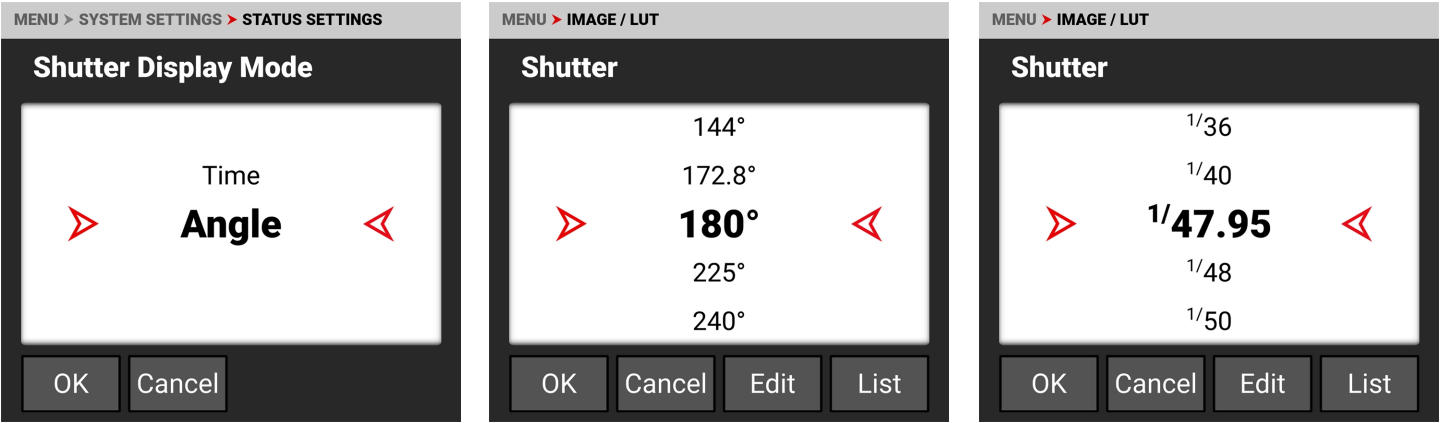 MENU > SYSTEM SETTINGS > STATUS SETTINGS
Shutter Display Mode
Time
Angle
OK Cancel
MENU > IMAGE / LUT
Shutter
144°
172.8°
180°
225°
240°
OK Cancel Edit List
MENU > IMAGE / LUT
Shutter
1/36
1/40
1/47.95
1/48
1/50
OK Cancel Edit List